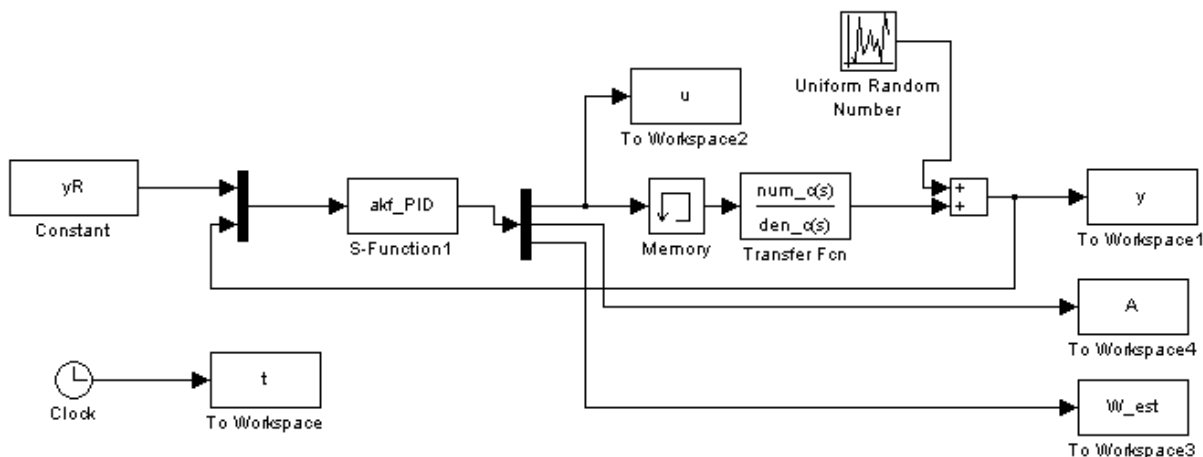 Uniform Random
Number
u
To Workspace2
yR
Constant
akf_PID
S-Function1
Memory
num_c(s)
den_c(s)
Transfer Fcn
+
+
y
To Workspace1
A
To Workspace4
Clock
t
To Workspace
W_est
To Workspace3